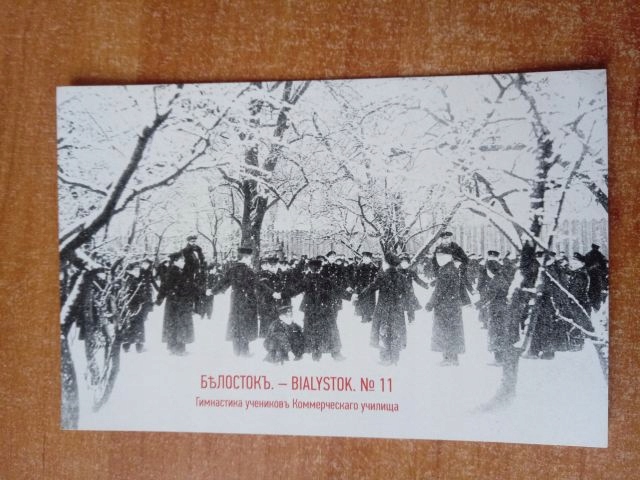 БѢЛОСТОКЪ. – BIALYSTOK. № 11
Гимнастика учениковъ Коммерческаго училища